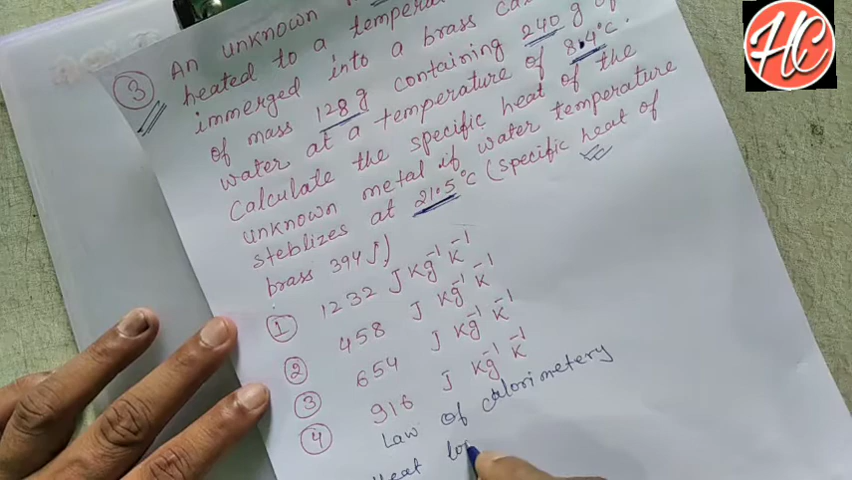 HC
③ An unknown
heated to a tempera
immerged into a brass ca
of mass 128 g containing 240 g of
water at a temperature of 8.4°C.
Calculate the specific heat of the
unknown metal if water temperature
steblizes at 21.5°C (specific heat of
brass 394 J)
① 1232 J Kg⁻¹ K⁻¹
② 458 J Kg⁻¹ K⁻¹
③ 654 J Kg⁻¹ K⁻¹
④ 916 J Kg⁻¹ K⁻¹
Law of calorimetery
Heat lo